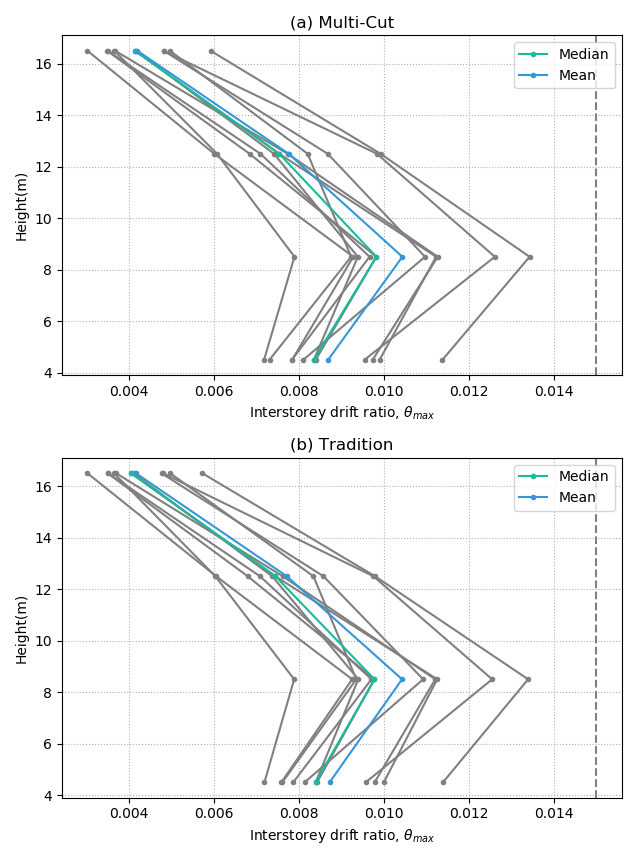 (a) Multi-Cut
Median
Mean
16
14
12
10
8
6
4
Height(m)
0.004 0.006 0.008 0.010 0.012 0.014
Interstorey drift ratio, θmax
(b) Tradition
Median
Mean
16
14
12
10
8
6
4
Height(m)
0.004 0.006 0.008 0.010 0.012 0.014
Interstorey drift ratio, θmax